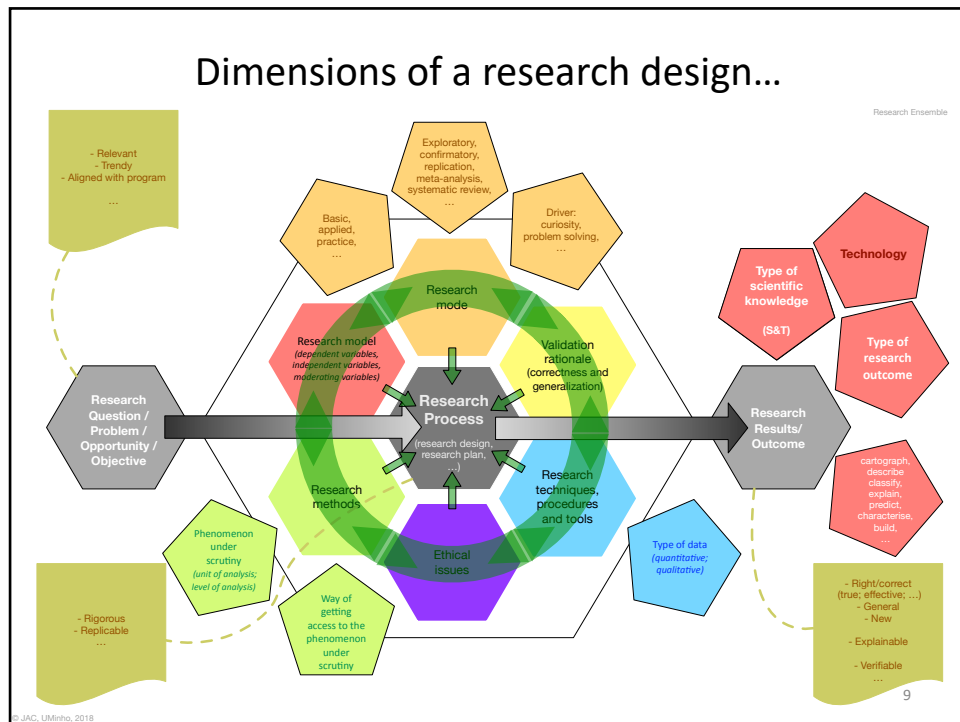 Dimensions of a research design…
Research Ensemble
- Relevant
- Trendy
- Aligned with program
…
Exploratory,
confirmatory,
replication,
meta-analysis,
systematic review,
…
Basic,
applied,
practice,
…
Driver:
curiosity,
problem solving,
…
Technology
Type of
scientific
knowledge
(S&T)
Type of
research
outcome
Research
mode
Research model
(dependent variables,
independent variables,
moderating variables)
Validation
rationale
(correctness and
generalization)
Research
Question /
Problem /
Opportunity /
Objective
Research
Process
(research design,
research plan,
…)
Research
Results/
Outcome
Research
methods
Research
techniques,
procedures
and tools
Ethical
issues
cartograph,
describe
classify,
explain,
predict,
characterise,
build,
…
Phenomenon
under
scrutiny
(unit of analysis;
level of analysis)
Type of data
(quantitative;
qualitative)
Way of
getting
access to the
phenomenon
under
scrutiny
- Rigorous
- Replicable
…
- Right/correct
(true; effective; …)
- General
- New
- Explainable
- Verifiable
…
9
© JAC, UMinho, 2018